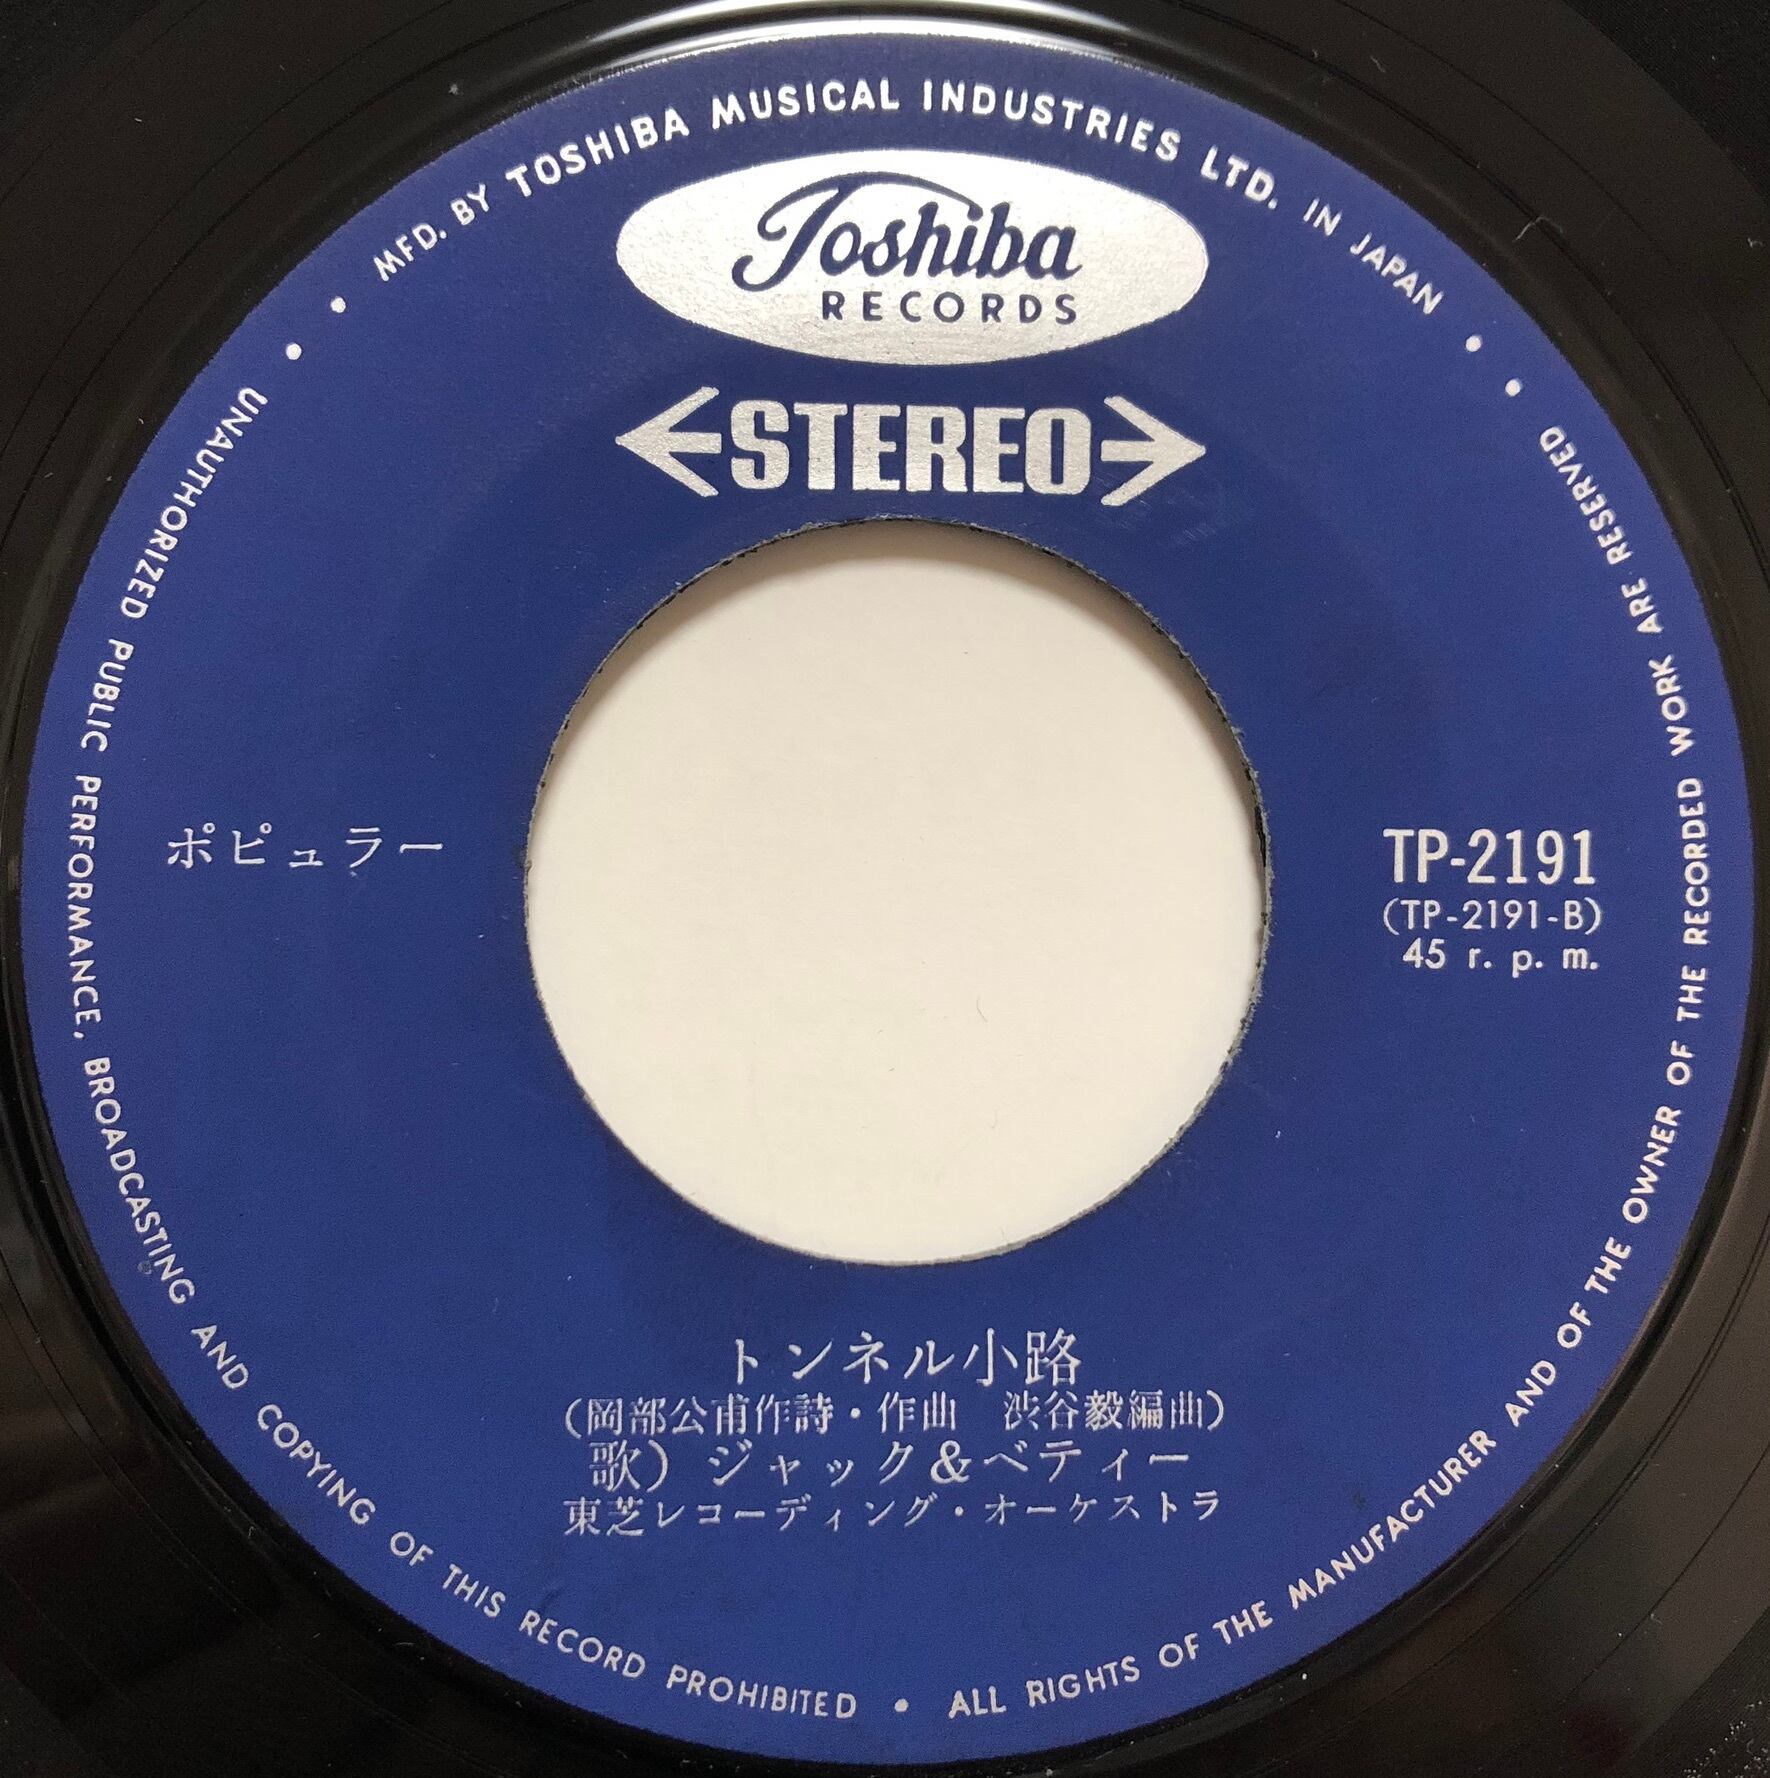 MFD. BY TOSHIBA MUSICAL INDUSTRIES LTD. IN JAPAN
Toshiba
RECORDS
STEREO
ポピュラー
TP-2191
(TP-2191-B)
45 r. p. m.
トンネル小路
(岡部公甫作詩・作曲 渋谷毅編曲)
歌) ジャック&ベティー
東芝レコーディング・オーケストラ
UNAUTHORIZED PUBLIC PERFORMANCE, BROADCASTING AND COPYING OF THIS RECORD PROHIBITED • ALL RIGHTS OF THE MANUFACTURER AND OF THE OWNER OF THE RECORDED WORK ARE RESERVED